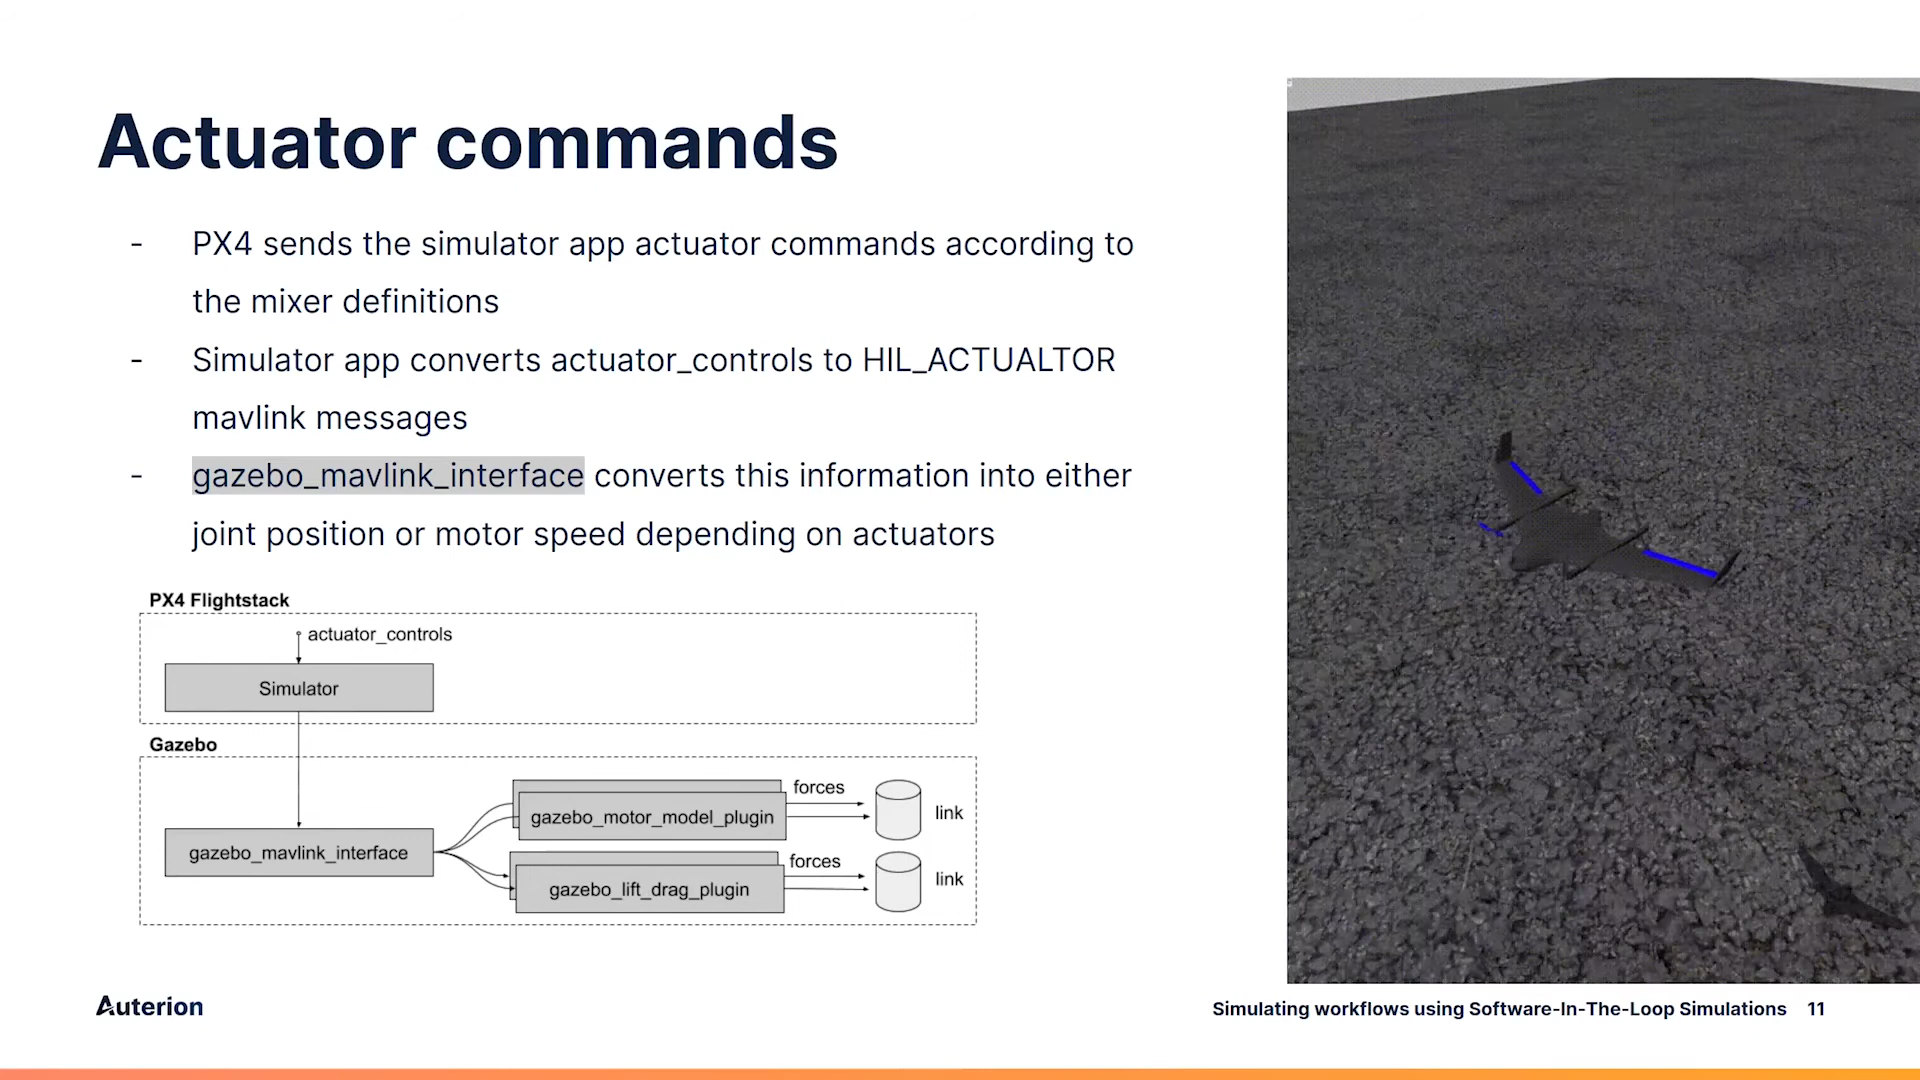 Actuator commands
- PX4 sends the simulator app actuator commands according to
the mixer definitions
- Simulator app converts actuator_controls to HIL_ACTUALTOR
mavlink messages
- gazebo_mavlink_interface converts this information into either
joint position or motor speed depending on actuators
PX4 Flightstack
actuator_controls
Simulator
Gazebo
gazebo_mavlink_interface
gazebo_motor_model_plugin
forces
link
gazebo_lift_drag_plugin
forces
link
Auterion
Simulating workflows using Software-In-The-Loop Simulations 11